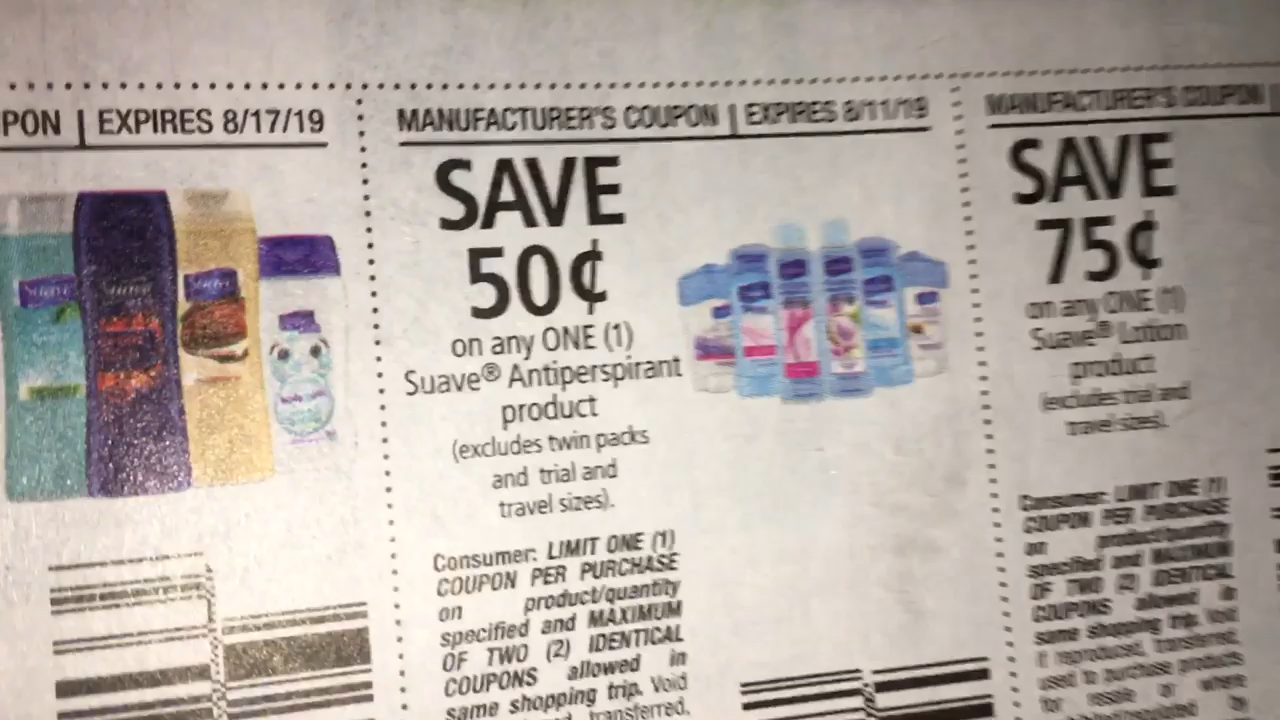 PON | EXPIRES 8/17/19
MANUFACTURER'S COUPON | EXPIRES 8/11/19
MANUFACTURER'S COUPON |
SAVE
50¢
on any ONE (1)
Suave® Antiperspirant
product
(excludes twin packs
and trial and
travel sizes).
Consumer: LIMIT ONE (1)
COUPON PER PURCHASE
on product/quantity
specified and MAXIMUM
OF TWO (2) IDENTICAL
COUPONS allowed in
same shopping trip. Void
transferred,
SAVE
75¢
on any ONE (1)
Suave® Lotion
product
(excludes trial and
travel sizes).
Consumer: LIMIT ONE (1)
COUPON PER PURCHASE
on product/quantity
specified and MAXIMUM
OF TWO (2) IDENTICAL
COUPONS allowed in
same shopping trip. Void
if reproduced, transferred,
used to purchase products
for resale or where
by
Suave
Suave
Suave